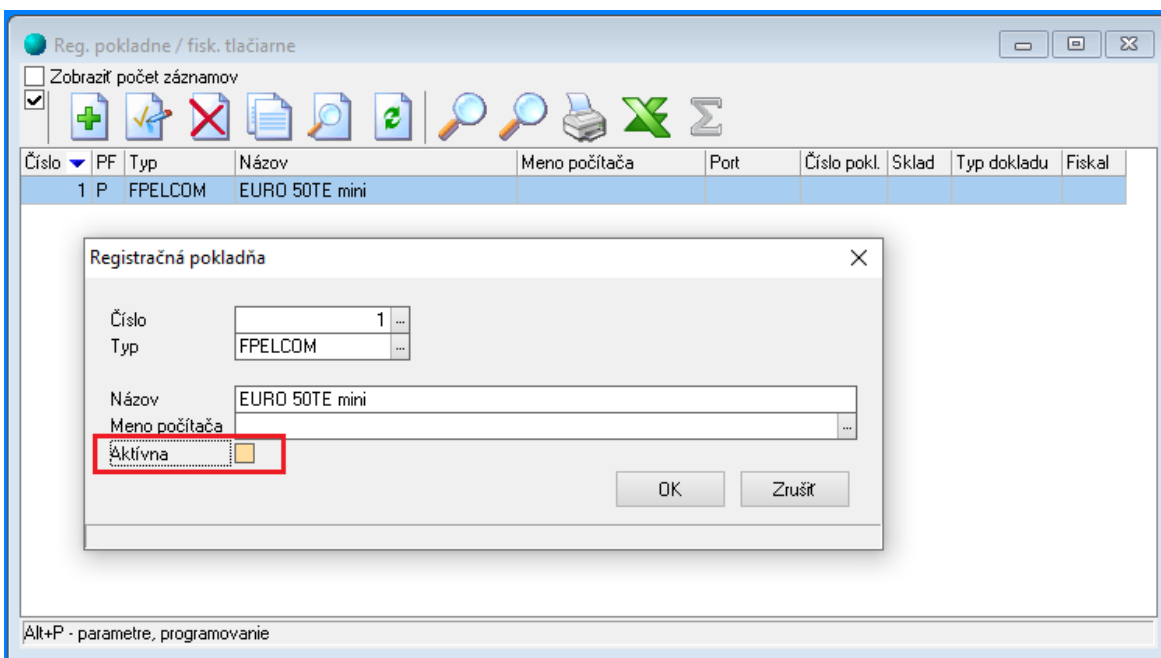 Reg. pokladne / fisk. tlačiarne
Zobraziť počet záznamov
Číslo PF Typ Názov Meno počítača Port Číslo pokl. Sklad Typ dokladu Fiskal
1 P FPELCOM EURO 50TE mini
Registračná pokladňa
Číslo 1 ...
Typ FPELCOM ...
Názov EURO 50TE mini
Meno počítača ...
Aktívna
OK Zrušiť
Alt+P - parametre, programovanie